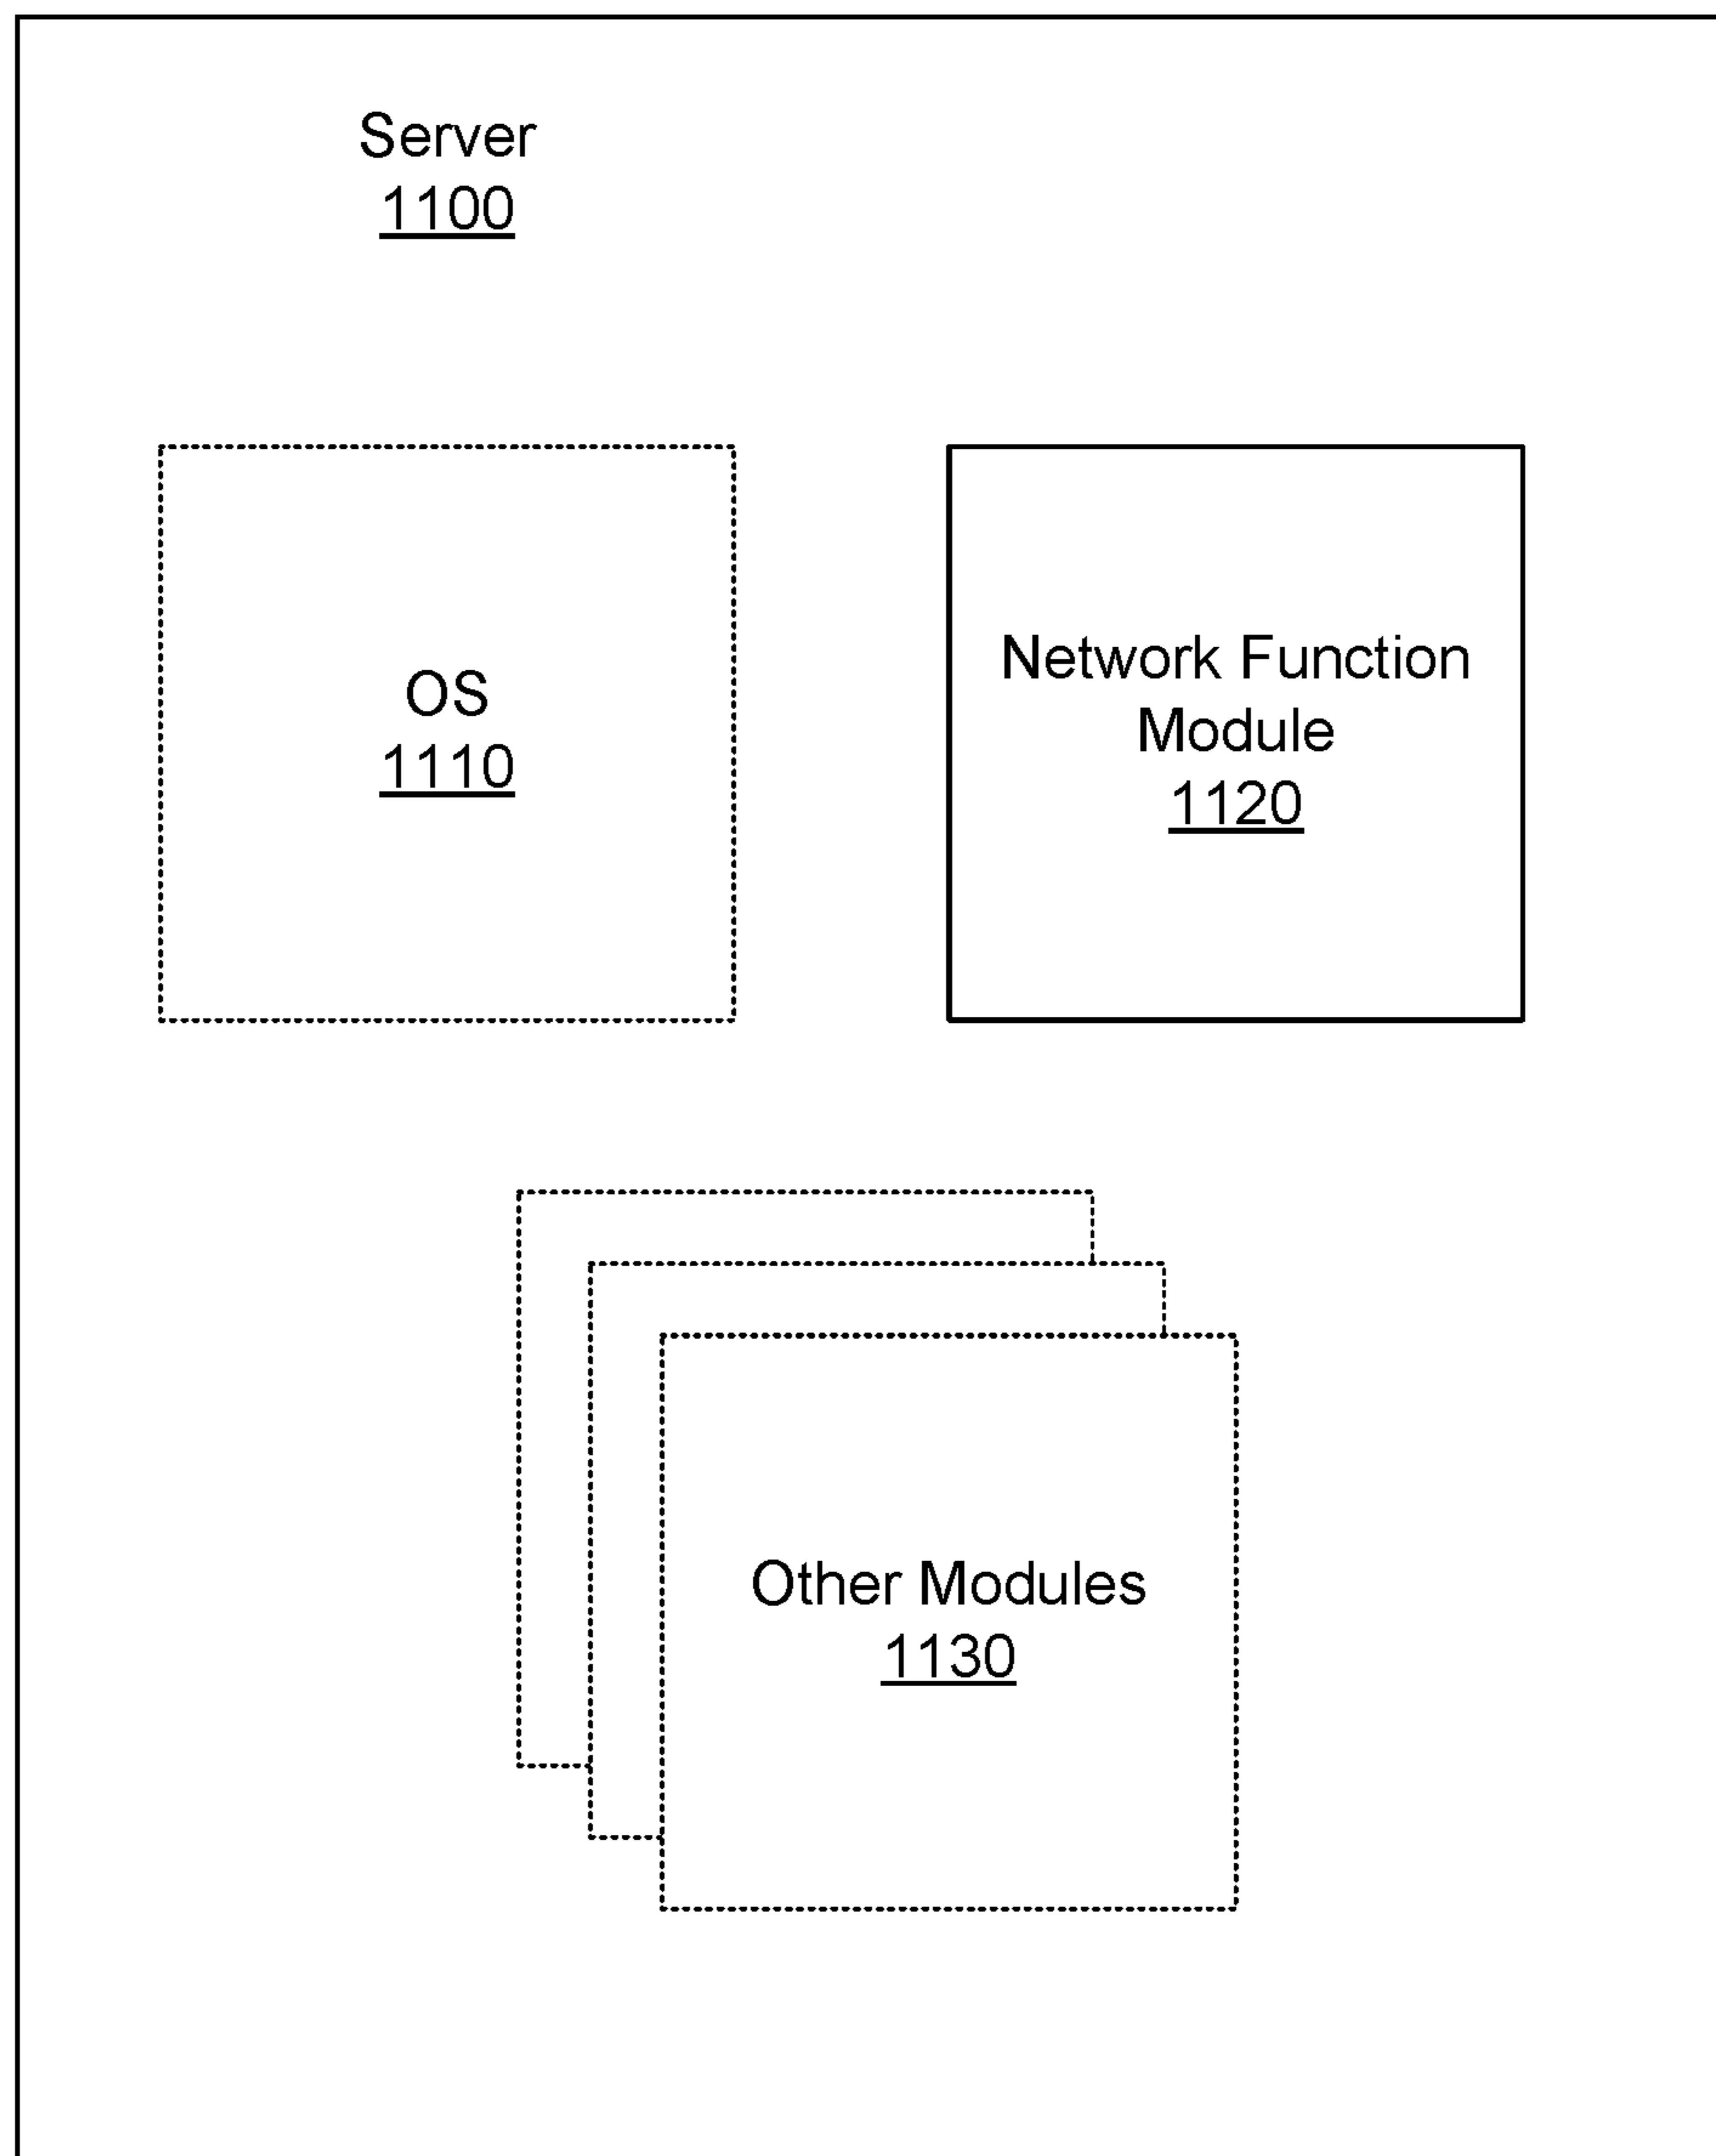 Server
1100
OS
1110
Network Function
Module
1120
Other Modules
1130